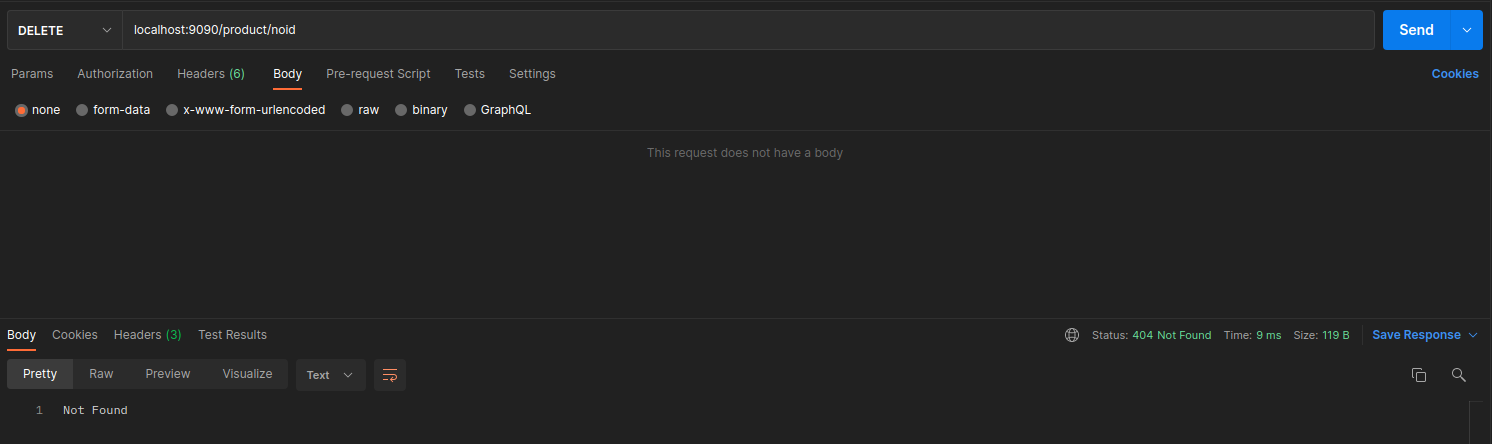 DELETE localhost:9090/product/noid Send
Params Authorization Headers (6) Body Pre-request Script Tests Settings Cookies
none form-data x-www-form-urlencoded raw binary GraphQL
This request does not have a body
Body Cookies Headers (3) Test Results Status: 404 Not Found Time: 9 ms Size: 119 B Save Response
Pretty Raw Preview Visualize Text
1 Not Found